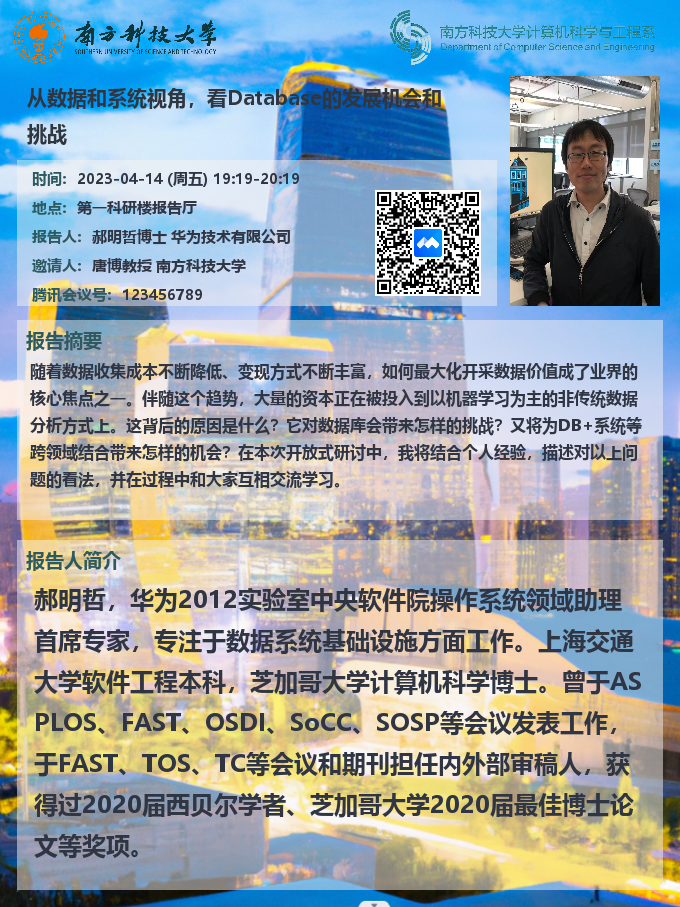 南方科技大学
SOUTHERN UNIVERSITY OF SCIENCE AND TECHNOLOGY
南方科技大学计算机科学与工程系
Department of Computer Science and Engineering
从数据和系统视角，看Database的发展机会和
挑战
时间：2023-04-14 (周五) 19:19-20:19
地点：第一科研楼报告厅
报告人：郝明哲博士 华为技术有限公司
邀请人：唐博教授 南方科技大学
腾讯会议号：123456789
报告摘要
随着数据收集成本不断降低、变现方式不断丰富，如何最大化开采数据价值成了业界的
核心焦点之一。伴随这个趋势，大量的资本正在被投入到以机器学习为主的非传统数据
分析方式上。这背后的原因是什么？它对数据库会带来怎样的挑战？又将为DB+系统等
跨领域结合带来怎样的机会？在本次开放式研讨中，我将结合个人经验，描述对以上问
题的看法，并在过程中和大家互相交流学习。
报告人简介
郝明哲，华为2012实验室中央软件院操作系统领域助理
首席专家，专注于数据系统基础设施方面工作。上海交通
大学软件工程本科，芝加哥大学计算机科学博士。曾于AS
PLOS、FAST、OSDI、SoCC、SOSP等会议发表工作，
于FAST、TOS、TC等会议和期刊担任内外部审稿人，获
得过2020届西贝尔学者、芝加哥大学2020届最佳博士论
文等奖项。